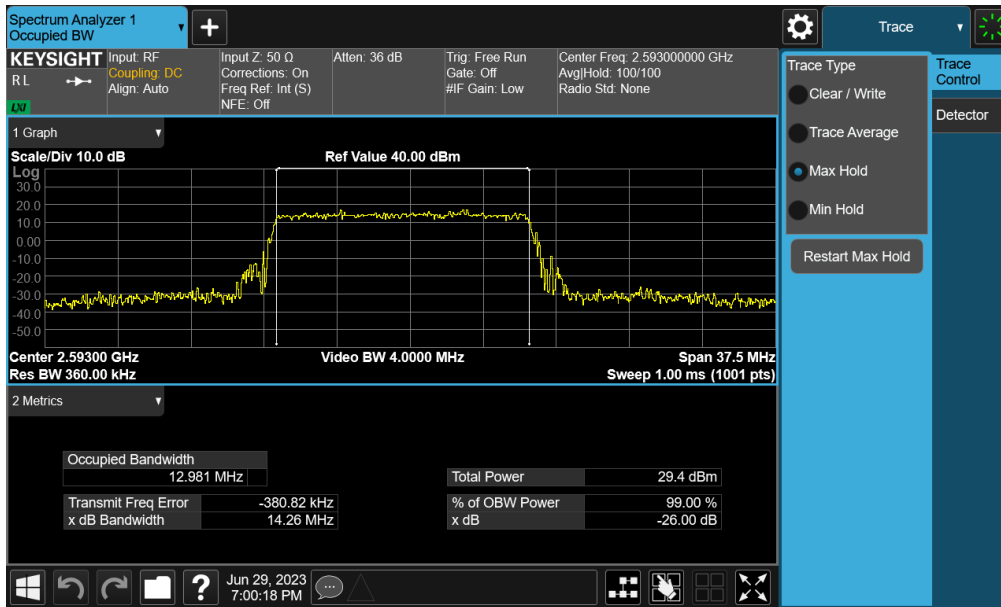 Spectrum Analyzer 1
Occupied BW
+
Trace
KEYSIGHT
R L
LXI
Input: RF
Coupling: DC
Align: Auto
Input Z: 50 Ω
Corrections: On
Freq Ref: Int (S)
NFE: Off
Atten: 36 dB
Trig: Free Run
Gate: Off
#IF Gain: Low
Center Freq: 2.593000000 GHz
Avg|Hold: 100/100
Radio Std: None
Trace Type
Clear / Write
Trace Average
Max Hold
Min Hold
Restart Max Hold
Trace
Control
Detector
1 Graph
Scale/Div 10.0 dB
Ref Value 40.00 dBm
Log
30.0
20.0
10.0
0.00
-10.0
-20.0
-30.0
-40.0
-50.0
Center 2.59300 GHz
Video BW 4.0000 MHz
Span 37.5 MHz
Res BW 360.00 kHz
Sweep 1.00 ms (1001 pts)
2 Metrics
Occupied Bandwidth
12.981 MHz
Total Power 29.4 dBm
Transmit Freq Error -380.82 kHz
% of OBW Power 99.00 %
x dB Bandwidth 14.26 MHz
x dB -26.00 dB
?
Jun 29, 2023
7:00:18 PM